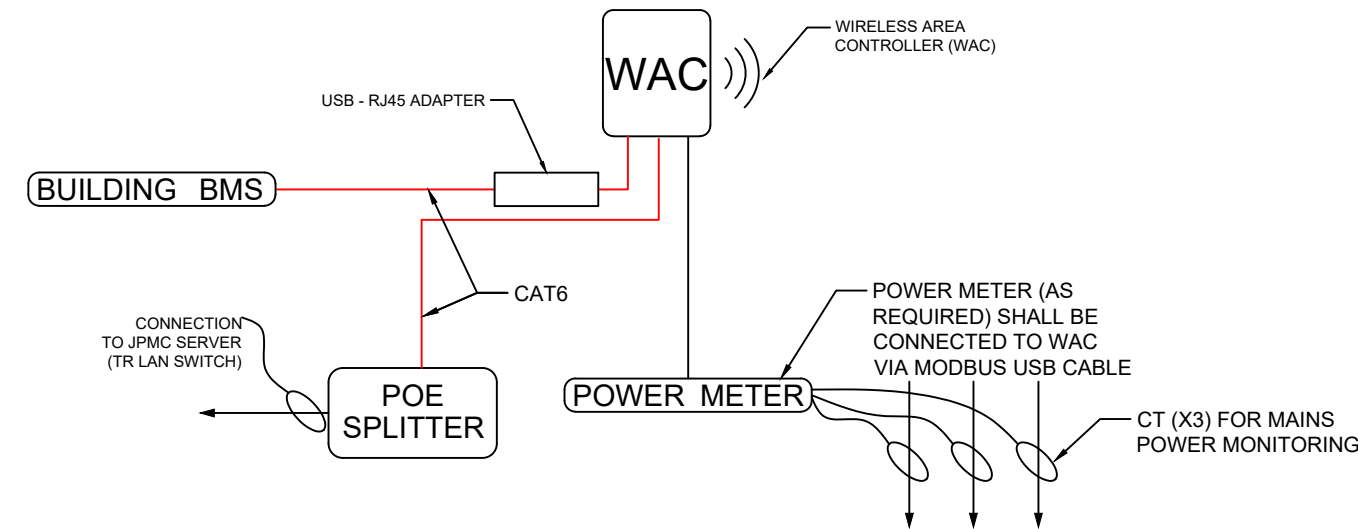 WIRELESS AREA
CONTROLLER (WAC)
WAC
USB - RJ45 ADAPTER
BUILDING BMS
CAT6
POWER METER (AS
REQUIRED) SHALL BE
CONNECTED TO WAC
VIA MODBUS USB CABLE
CONNECTION
TO JPMC SERVER
(TR LAN SWITCH)
POE
SPLITTER
POWER METER
CT (X3) FOR MAINS
POWER MONITORING